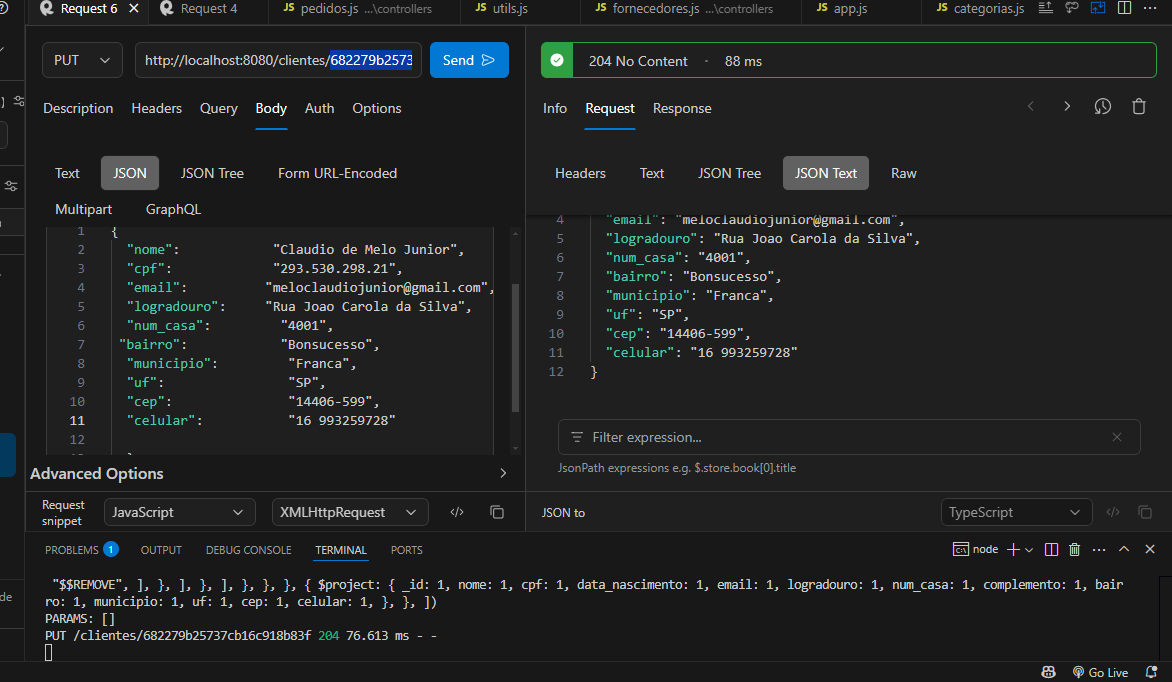 Request 6
Request 4
JS pedidos.js ...\controllers
JS utils.js
JS fornecedores.js ...\controllers
JS app.js
JS categorias.js
PUT
http://localhost:8080/clientes/682279b2573
Send
204 No Content · 88 ms
Description Headers Query Body Auth Options
Info Request Response
Text JSON JSON Tree Form URL-Encoded
Multipart GraphQL
Headers Text JSON Tree JSON Text Raw
1 {
2 "nome": "Claudio de Melo Junior",
3 "cpf": "293.530.298.21",
4 "email": "meloclaudiojunior@gmail.com",
5 "logradouro": "Rua Joao Carola da Silva",
6 "num_casa": "4001",
7 "bairro": "Bonsucesso",
8 "municipio": "Franca",
9 "uf": "SP",
10 "cep": "14406-599",
11 "celular": "16 993259728"
12
4 "email": "meloclaudiojunior@gmail.com",
5 "logradouro": "Rua Joao Carola da Silva",
6 "num_casa": "4001",
7 "bairro": "Bonsucesso",
8 "municipio": "Franca",
9 "uf": "SP",
10 "cep": "14406-599",
11 "celular": "16 993259728"
12 }
Filter expression...
JsonPath expressions e.g. $.store.book[0].title
Advanced Options
Request snippet
JavaScript
XMLHttpRequest
JSON to
TypeScript
PROBLEMS 1 OUTPUT DEBUG CONSOLE TERMINAL PORTS
node
"$$REMOVE", ], }, ], }, ], }, }, }, { $project: { _id: 1, nome: 1, cpf: 1, data_nascimento: 1, email: 1, logradouro: 1, num_casa: 1, complemento: 1, bair
ro: 1, municipio: 1, uf: 1, cep: 1, celular: 1, }, }, ])
PARAMS: []
PUT /clientes/682279b25737cb16c918b83f 204 76.613 ms - -
de
Go Live